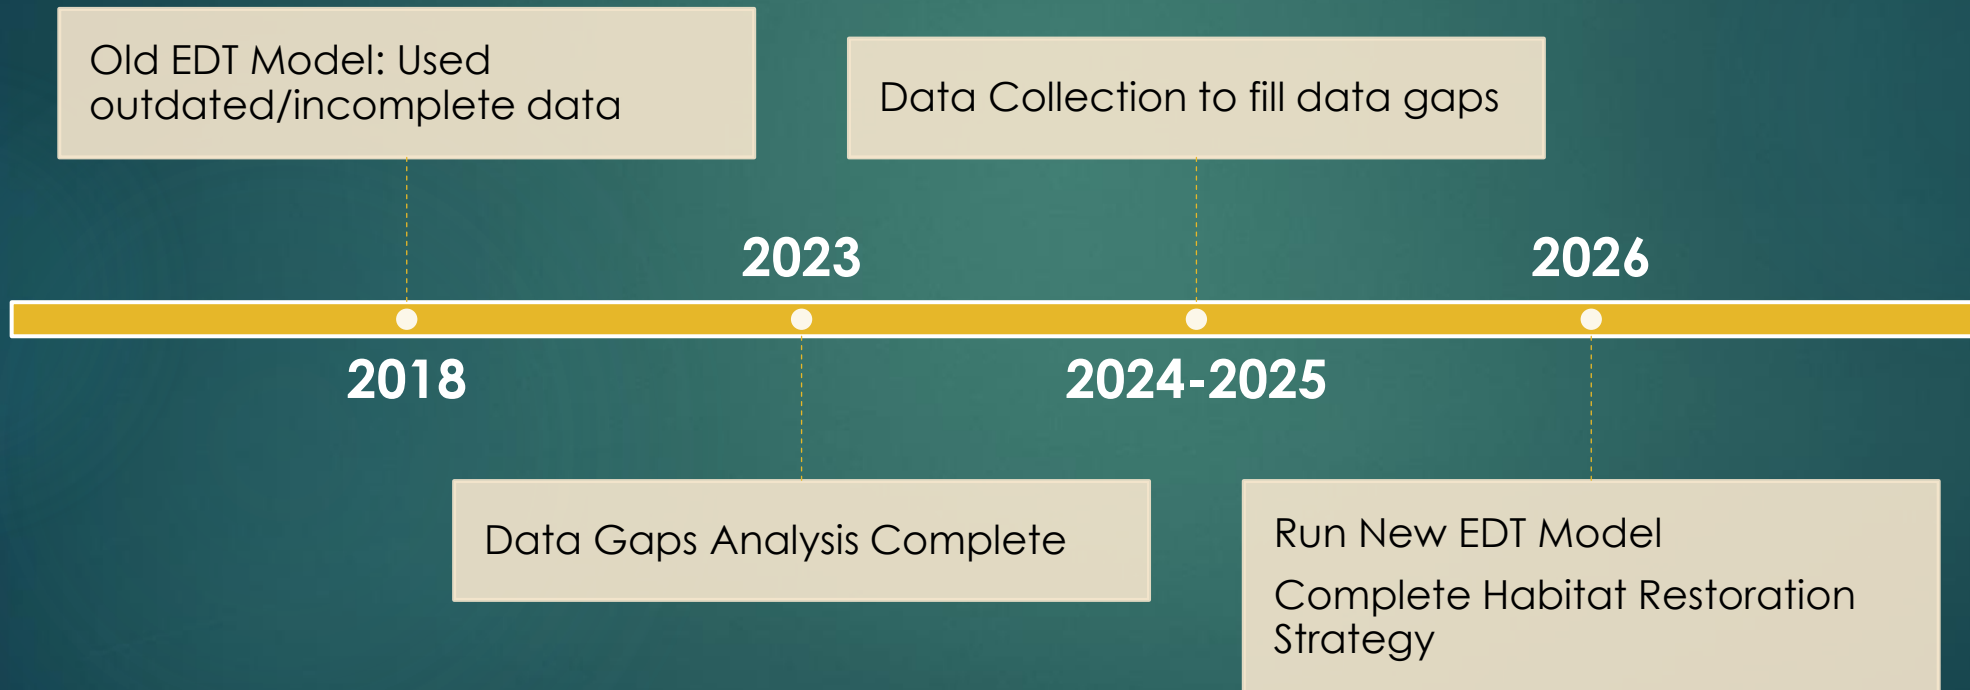 Old EDT Model: Used
outdated/incomplete data
Data Collection to fill data gaps
2023
2026
2018
2024-2025
Data Gaps Analysis Complete
Run New EDT Model
Complete Habitat Restoration
Strategy